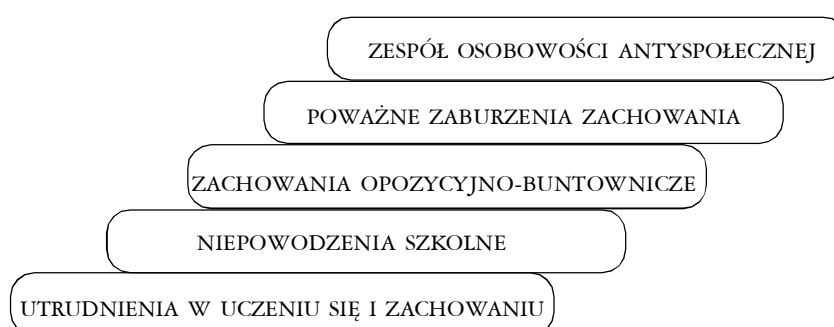 ZESPÓŁ OSOBOWOŚCI ANTYSPOŁECZNEJ
POWAŻNE ZABURZENIA ZACHOWANIA
ZACHOWANIA OPOZYCYJNO-BUNTOWNICZE
NIEPOWODZENIA SZKOLNE
UTRUDNIENIA W UCZENIU SIĘ I ZACHOWANIU